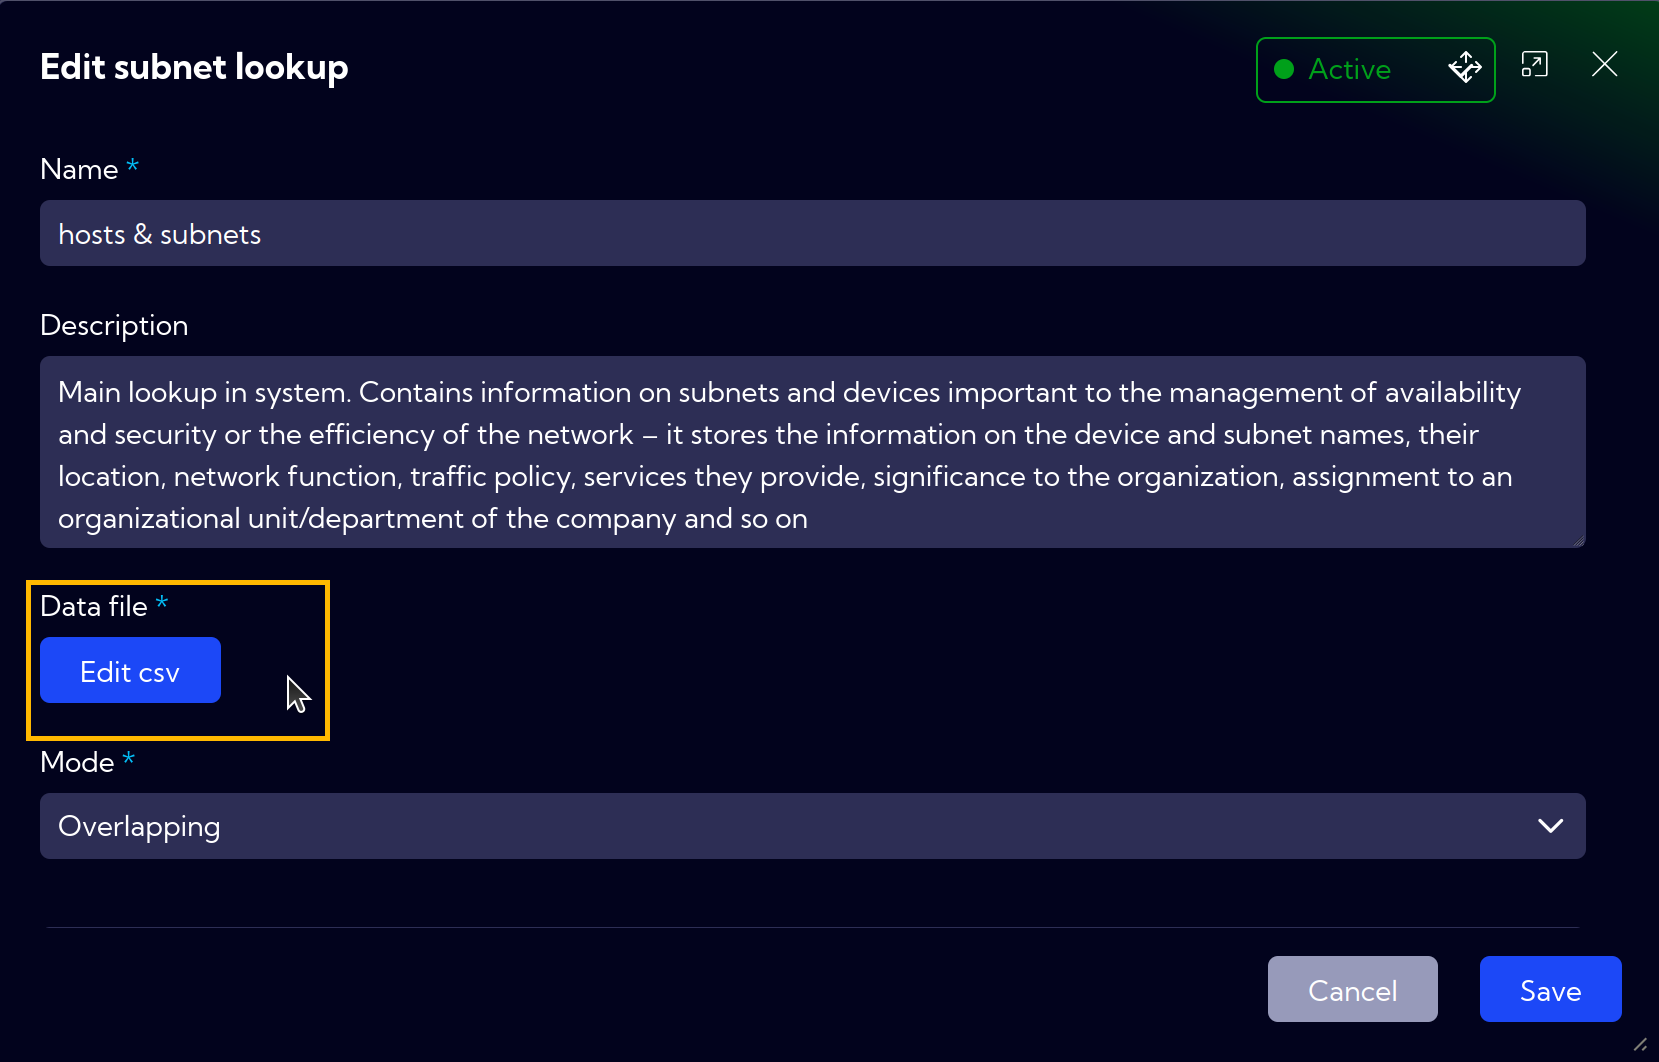 Edit subnet lookup
Active
Name *
hosts & subnets
Description
Main lookup in system. Contains information on subnets and devices important to the management of availability
and security or the efficiency of the network – it stores the information on the device and subnet names, their
location, network function, traffic policy, services they provide, significance to the organization, assignment to an
organizational unit/department of the company and so on
Data file *
Edit csv
Mode *
Overlapping
Cancel
Save